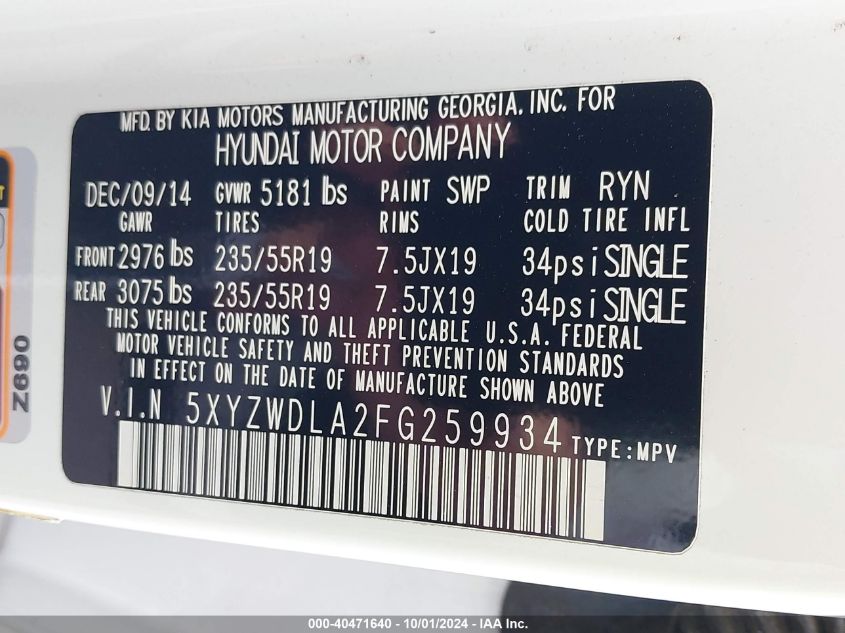 MFD. BY KIA MOTORS MANUFACTURING GEORGIA, INC. FOR
HYUNDAI MOTOR COMPANY
DEC/09/14 GVWR 5181 lbs PAINT SWP TRIM RYN
GAWR TIRES RIMS COLD TIRE INFL
FRONT 2976 lbs 235/55R19 7.5JX19 34psi SINGLE
REAR 3075 lbs 235/55R19 7.5JX19 34psi SINGLE
THIS VEHICLE CONFORMS TO ALL APPLICABLE U.S.A. FEDERAL
MOTOR VEHICLE SAFETY AND THEFT PREVENTION STANDARDS
IN EFFECT ON THE DATE OF MANUFACTURE SHOWN ABOVE
V.I.N 5XYZWDLA2FG259934 TYPE:MPV
Z690
000-40471640 - 10/01/2024 - IAA Inc.